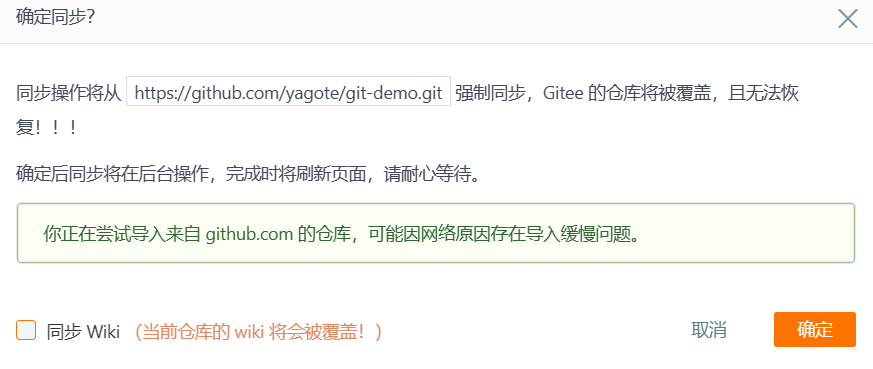 确定同步?
同步操作将从 https://github.com/yagote/git-demo.git 强制同步，Gitee 的仓库将被覆盖，且无法恢
复！！！
确定后同步将在后台操作，完成时将刷新页面，请耐心等待。
你正在尝试导入来自 github.com 的仓库，可能因网络原因存在导入缓慢问题。
同步 Wiki （当前仓库的 wiki 将会被覆盖！） 取消 确定